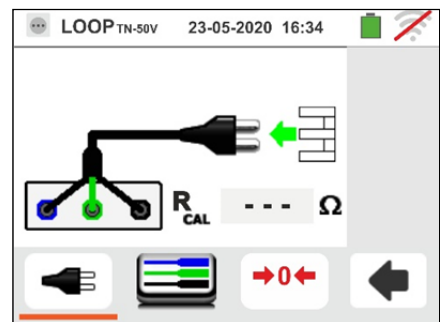 LOOP TN-50V 23-05-2020 16:34
R CAL - - - Ω
→0←